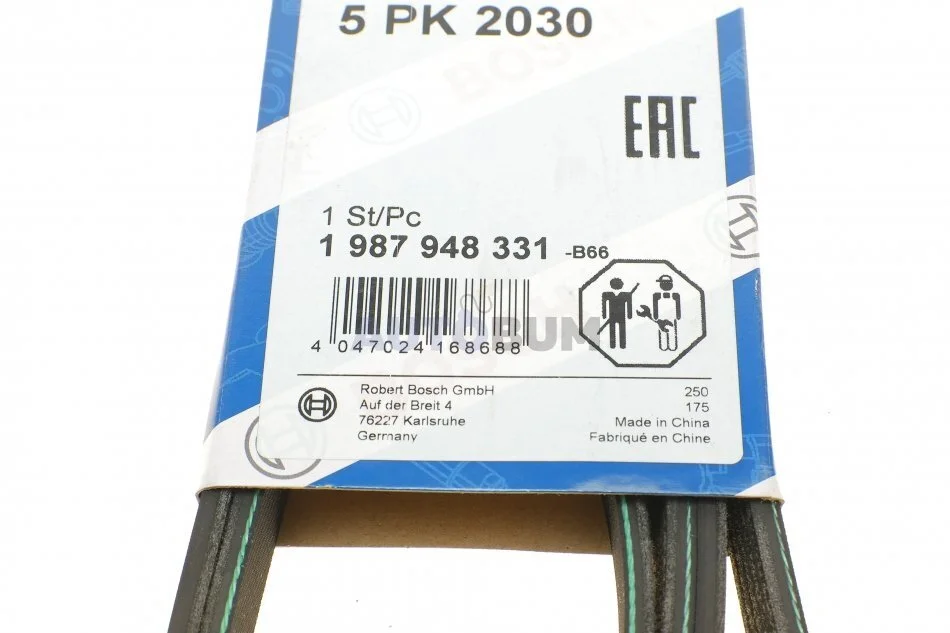 5 PK 2030
EAC
1 St/Pc
1 987 948 331 -B66
4 047024 168688
AUTOBUM
Robert Bosch GmbH
Auf der Breit 4
76227 Karlsruhe
Germany
250
175
Made in China
Fabriqué en Chine